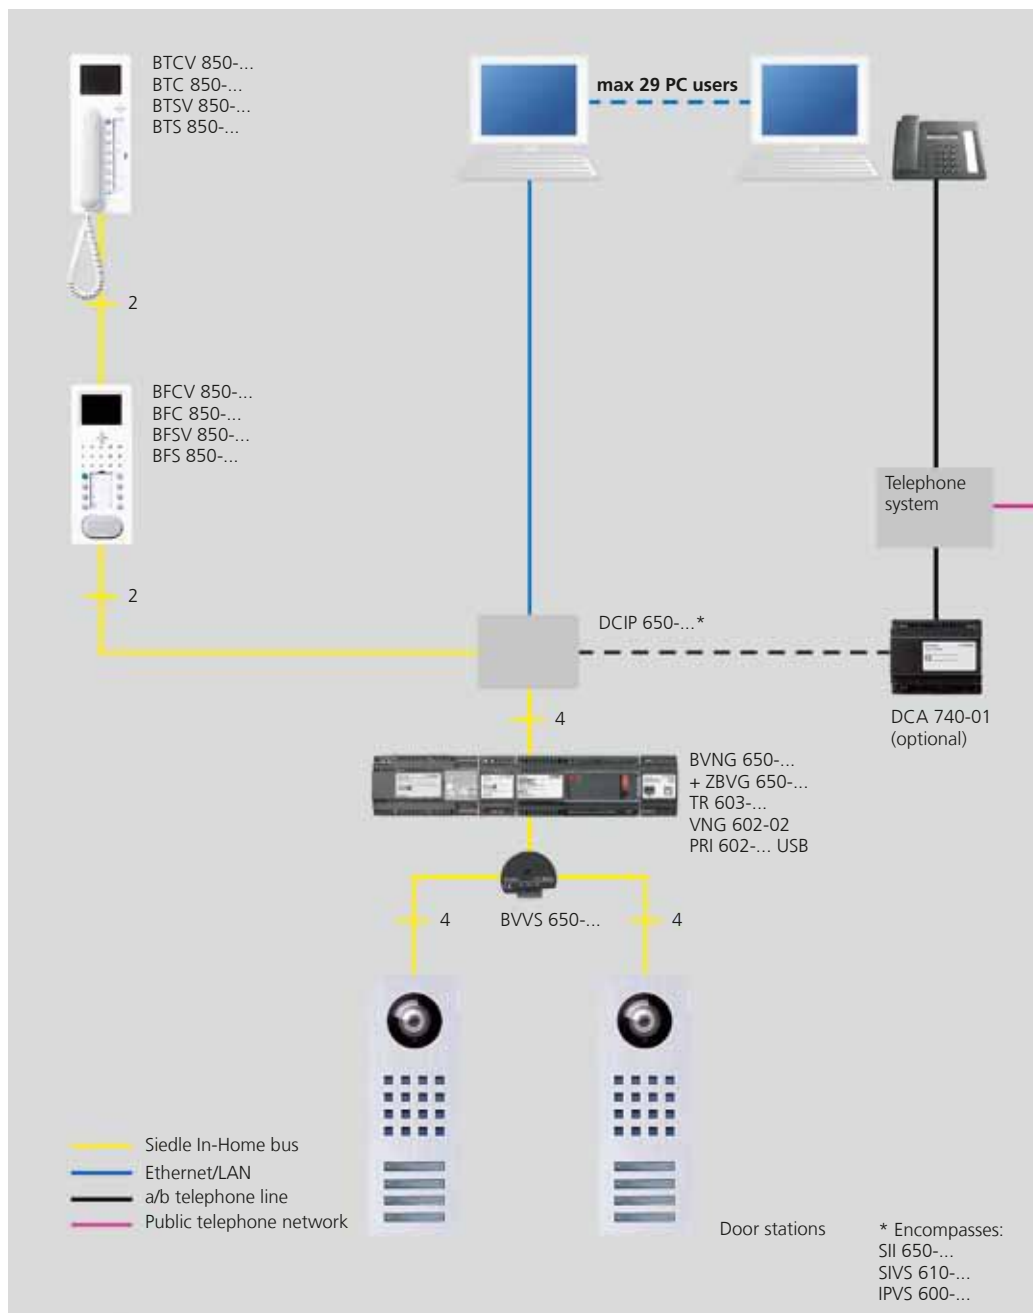 BTCV 850-...
BTC 850-...
BTSV 850-...
BTS 850-...
max 29 PC users
2
BFCV 850-...
BFC 850-...
BFSV 850-...
BFS 850-...
Telephone
system
2
DCIP 650-...*
DCA 740-01
(optional)
4
BVNG 650-...
+ ZBVG 650-...
TR 603-...
VNG 602-02
PRI 602-... USB
4
BVVS 650-...
4
Siedle In-Home bus
Ethernet/LAN
a/b telephone line
Public telephone network
Door stations
* Encompasses:
SII 650-...
SIVS 610-...
IPVS 600-...